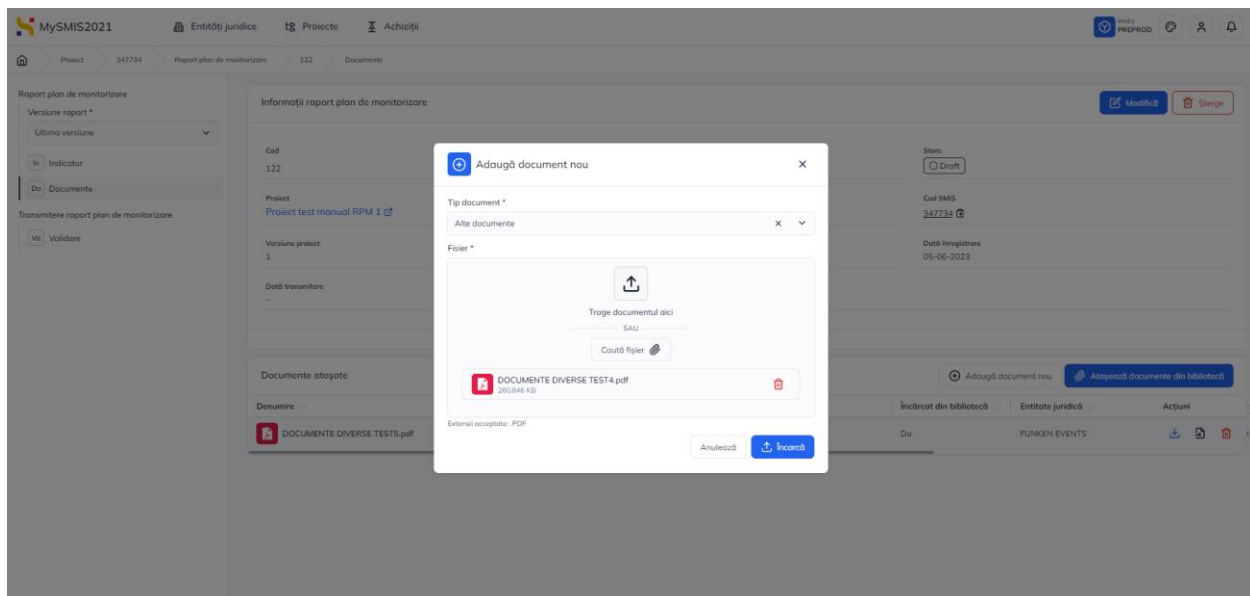 MySMIS2021
Entități juridice
Proiecte
Achiziții
Mediu
PREPROD
Proiect
347734
Raport plan de monitorizare
122
Documente
Raport plan de monitorizare
Versiune raport *
Ultima versiune
In Indicator
Do Documente
Transmitere raport plan de monitorizare
Va Validare
Informații raport plan de monitorizare
Modifică
Șterge
Cod
122
Stare
Draft
Proiect
Proiect test manual RPM 1
Cod SMIS
347734
Versiune proiect
1
Dată înregistrare
05-06-2023
Dată transmitere
-
Adaugă document nou
Tip document *
Alte documente
Fisier *
Trage documentul aici
SAU
Caută fișier
DOCUMENTE DIVERSE TEST4.pdf
260.846 KB
Extensii acceptate: .PDF
Anulează
Încarcă
Documente atașate
Adaugă document nou
Atașează documente din bibliotecă
Denumire
Încărcat din bibliotecă
Entitate juridică
Acțiuni
DOCUMENTE DIVERSE TEST5.pdf
Da
FUNKEN EVENTS